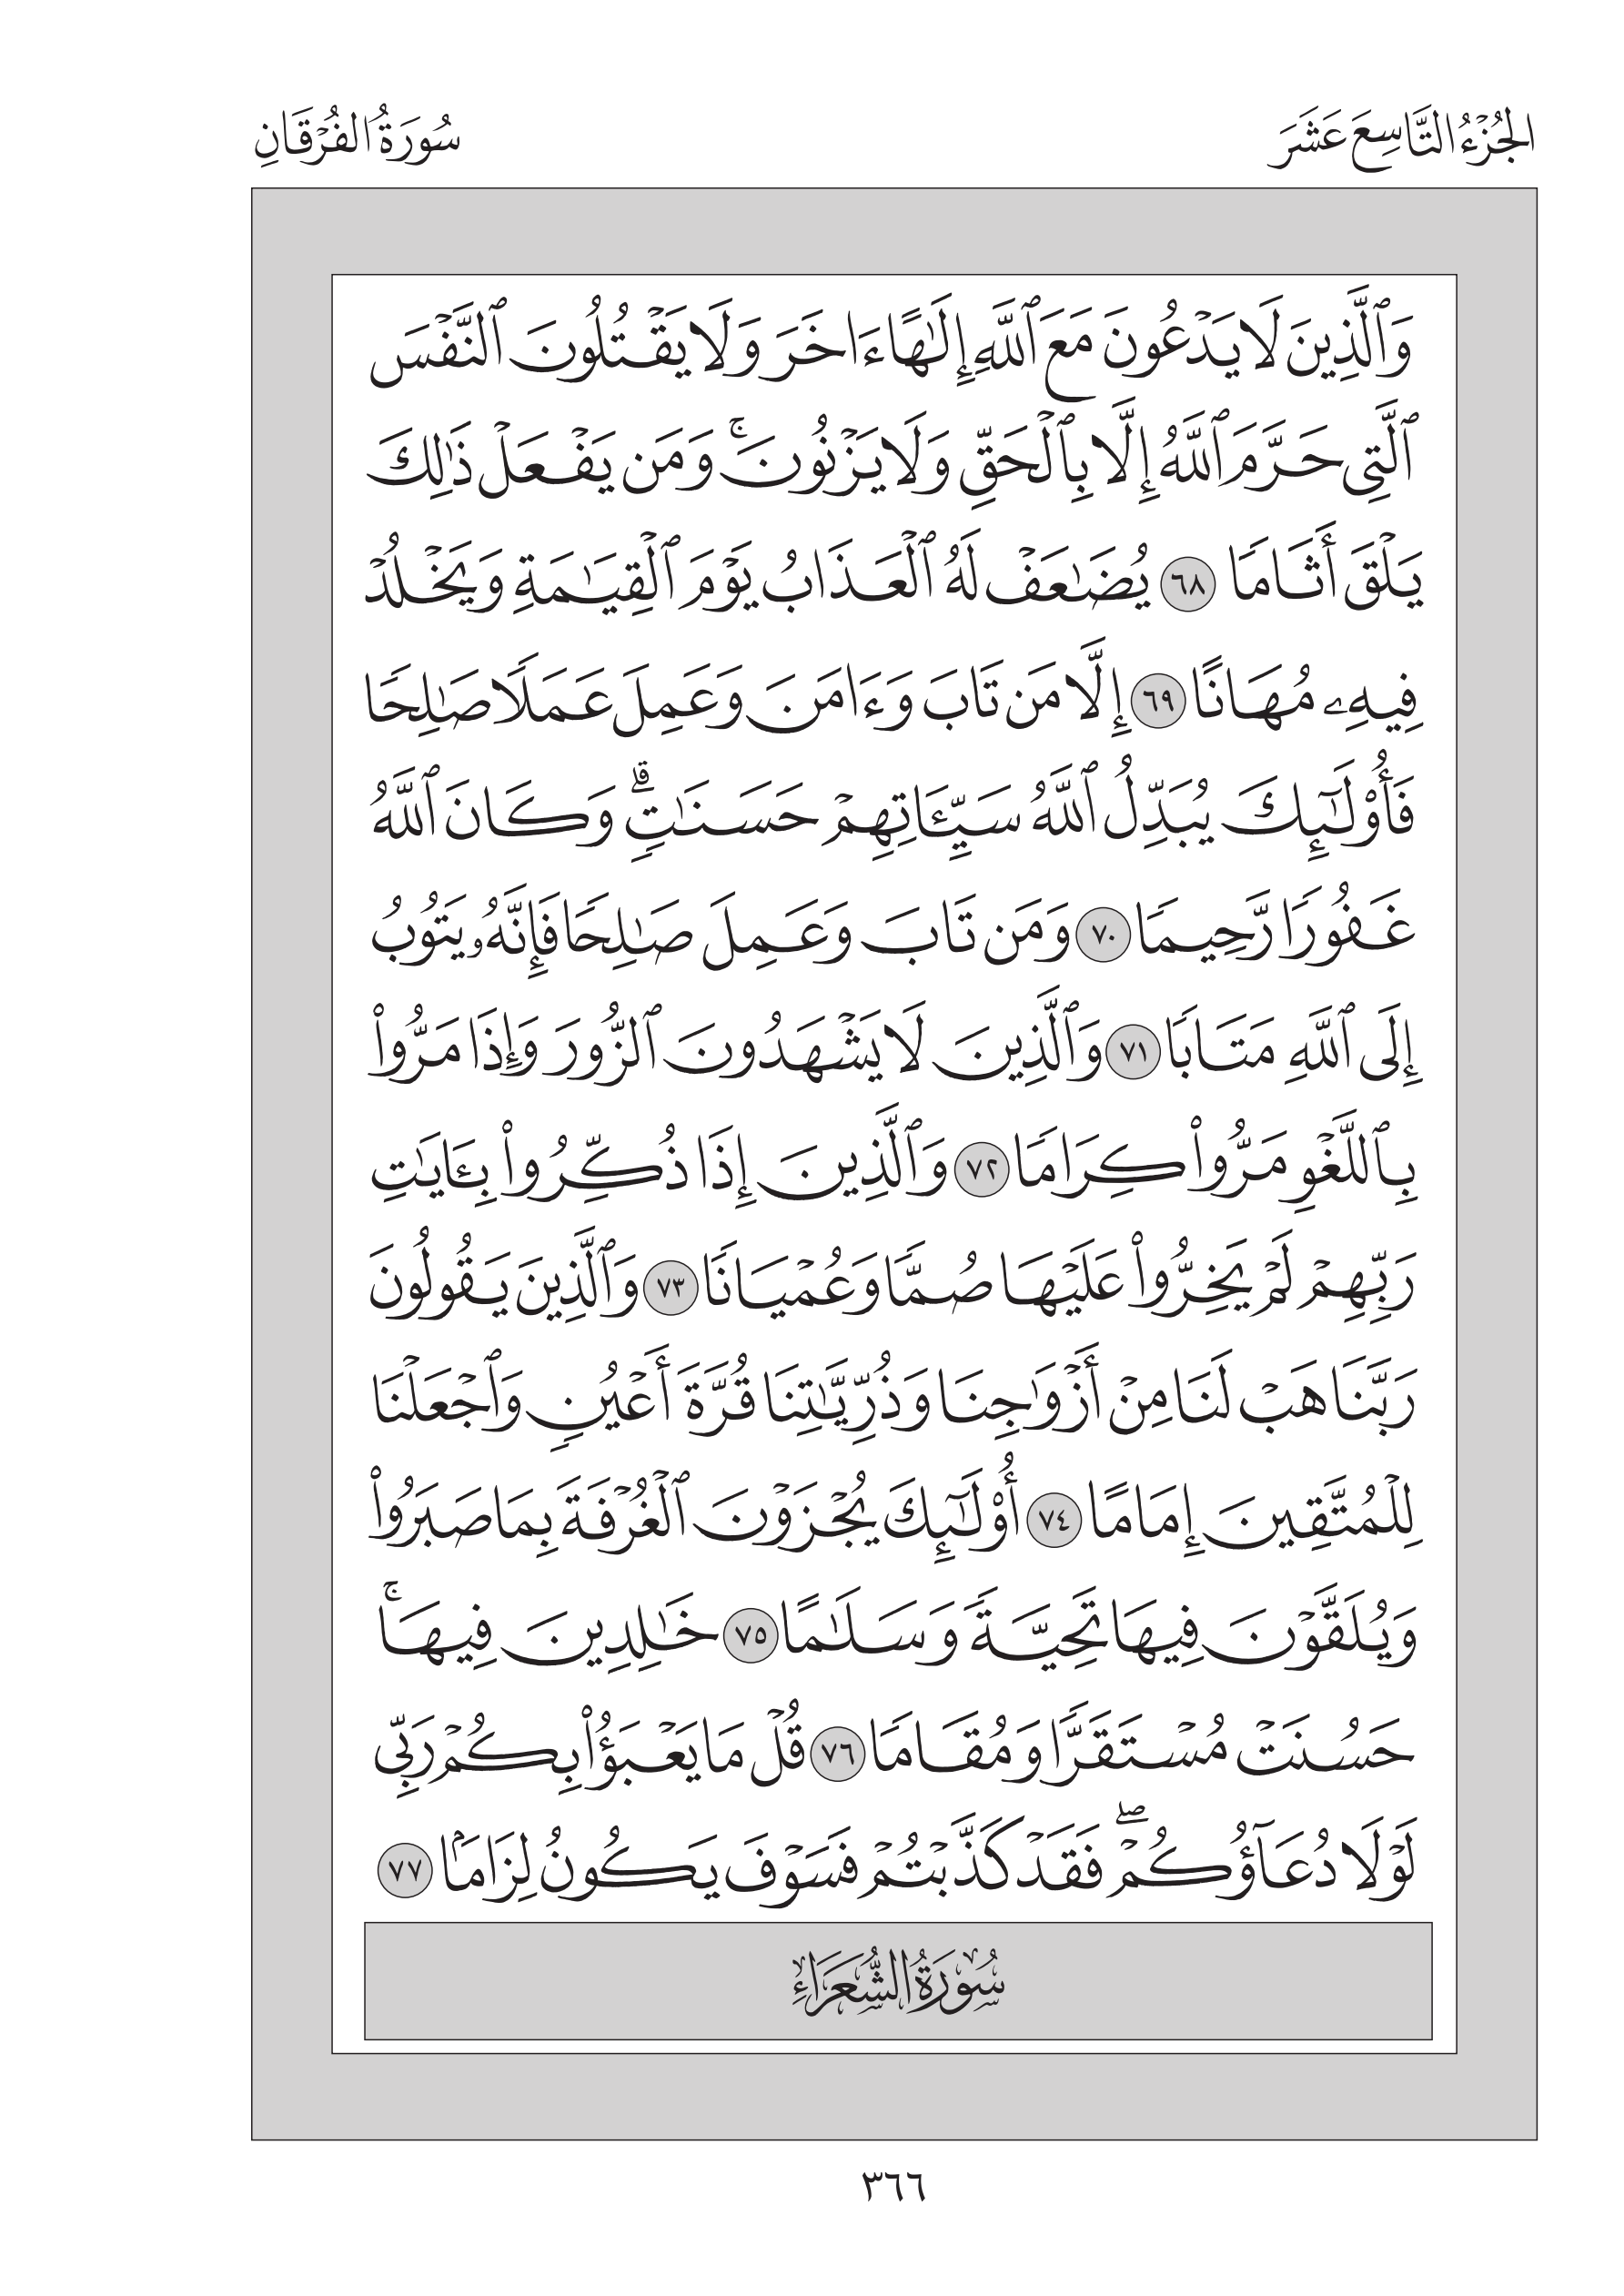 الجُزْءُ التَّاسِعَ عَشَرَ
سُورَةُ الفُرْقَانِ
وَٱلَّذِينَ لَا يَدۡعُونَ مَعَ ٱللَّهِ إِلَٰهًا ءَاخَرَ وَلَا يَقۡتُلُونَ ٱلنَّفۡسَ
ٱلَّتِي حَرَّمَ ٱللَّهُ إِلَّا بِٱلۡحَقِّ وَلَا يَزۡنُونَۚ وَمَن يَفۡعَلۡ ذَٰلِكَ
يَلۡقَ أَثَامٗا ٦٨ يُضَٰعَفۡ لَهُ ٱلۡعَذَابُ يَوۡمَ ٱلۡقِيَٰمَةِ وَيَخۡلُدۡ
فِيهِۦ مُهَانًا ٦٩ إِلَّا مَن تَابَ وَءَامَنَ وَعَمِلَ عَمَلٗا صَٰلِحٗا
فَأُوْلَٰٓئِكَ يُبَدِّلُ ٱللَّهُ سَيِّـَٔاتِهِمۡ حَسَنَٰتٖۗ وَكَانَ ٱللَّهُ
غَفُورٗا رَّحِيمٗا ٧٠ وَمَن تَابَ وَعَمِلَ صَٰلِحٗا فَإِنَّهُۥ يَتُوبُ
إِلَى ٱللَّهِ مَتَابٗا ٧١ وَٱلَّذِينَ لَا يَشۡهَدُونَ ٱلزُّورَ وَإِذَا مَرُّواْ
بِٱللَّغۡوِ مَرُّواْ كِرَامٗا ٧٢ وَٱلَّذِينَ إِذَا ذُكِّرُواْ بِـَٔايَٰتِ
رَبِّهِمۡ لَمۡ يَخِرُّواْ عَلَيۡهَا صُمّٗا وَعُمۡيَانٗا ٧٣ وَٱلَّذِينَ يَقُولُونَ
رَبَّنَا هَبۡ لَنَا مِنۡ أَزۡوَٰجِنَا وَذُرِّيَّٰتِنَا قُرَّةَ أَعۡيُنٖ وَٱجۡعَلۡنَا
لِلۡمُتَّقِينَ إِمَامًا ٧٤ أُوْلَٰٓئِكَ يُجۡزَوۡنَ ٱلۡغُرۡفَةَ بِمَا صَبَرُواْ
وَيُلَقَّوۡنَ فِيهَا تَحِيَّةٗ وَسَلَٰمًا ٧٥ خَٰلِدِينَ فِيهَاۚ
حَسُنَتۡ مُسۡتَقَرّٗا وَمُقَامٗا ٧٦ قُلۡ مَا يَعۡبَؤُاْ بِكُمۡ رَبِّي
لَوۡلَا دُعَآؤُكُمۡۖ فَقَدۡ كَذَّبۡتُمۡ فَسَوۡفَ يَكُونُ لِزَامَۢا ٧٧
سُورَةُ الشُّعَرَاءِ
٣٦٦